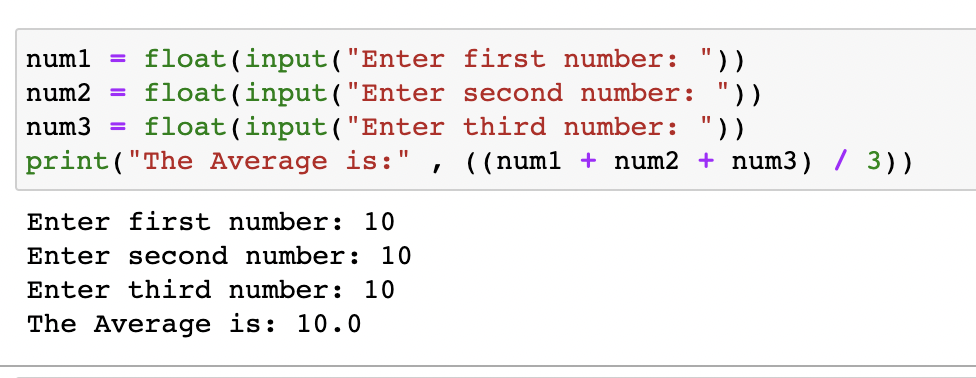 num1 = float(input("Enter first number: "))
num2 = float(input("Enter second number: "))
num3 = float(input("Enter third number: "))
print("The Average is:" , ((num1 + num2 + num3) / 3))
Enter first number: 10
Enter second number: 10
Enter third number: 10
The Average is: 10.0